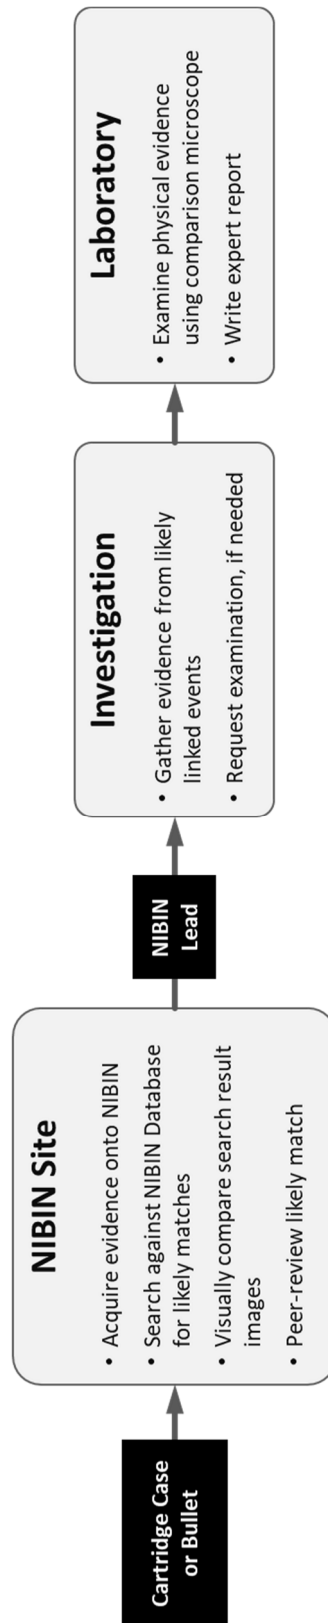 Cartridge Case
or Bullet
NIBIN Site
• Acquire evidence onto NIBIN
• Search against NIBIN Database
for likely matches
• Visually compare search result
images
• Peer-review likely match
NIBIN
Lead
Investigation
• Gather evidence from likely
linked events
• Request examination, if needed
Laboratory
• Examine physical evidence
using comparison microscope
• Write expert report